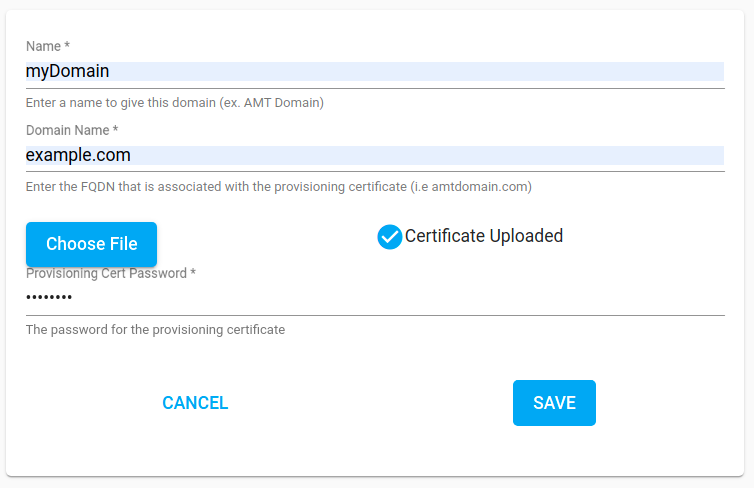 Name *
myDomain
Enter a name to give this domain (ex. AMT Domain)
Domain Name *
example.com
Enter the FQDN that is associated with the provisioning certificate (i.e amtdomain.com)
Choose File
Certificate Uploaded
Provisioning Cert Password *
••••••••
The password for the provisioning certificate
CANCEL
SAVE